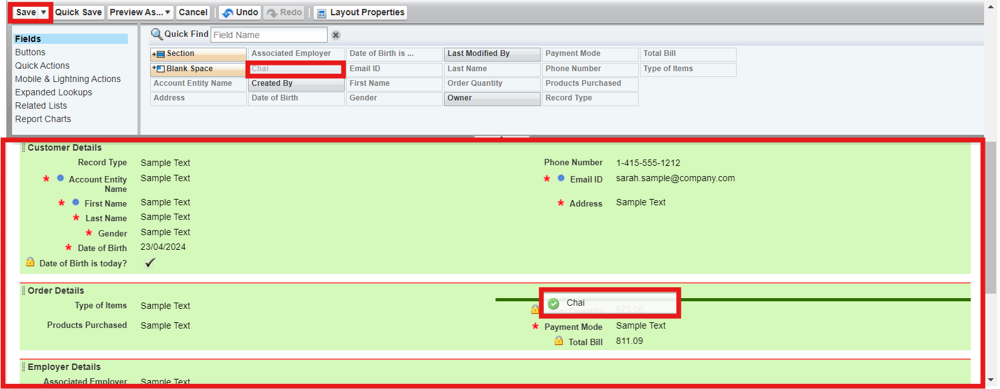 Save Quick Save Preview As... Cancel Undo Redo Layout Properties
Fields
Buttons
Quick Actions
Mobile & Lightning Actions
Expanded Lookups
Related Lists
Report Charts
Quick Find Field Name
Section Associated Employer Date of Birth is ... Last Modified By Payment Mode Total Bill
Blank Space Chai Email ID Last Name Phone Number Type of Items
Account Entity Name Created By First Name Order Quantity Products Purchased
Address Date of Birth Gender Owner Record Type
Customer Details
Record Type Sample Text Phone Number 1-415-555-1212
* Account Entity Sample Text * Email ID sarah.sample@company.com
Name
* First Name Sample Text * Address Sample Text
* Last Name Sample Text
* Gender Sample Text
* Date of Birth 23/04/2024
Date of Birth is today?
Order Details
Chai
Type of Items Sample Text Order Quantity 675.06
Products Purchased Sample Text * Payment Mode Sample Text
Total Bill 811.09
Employer Details
Associated Employer Sample Text